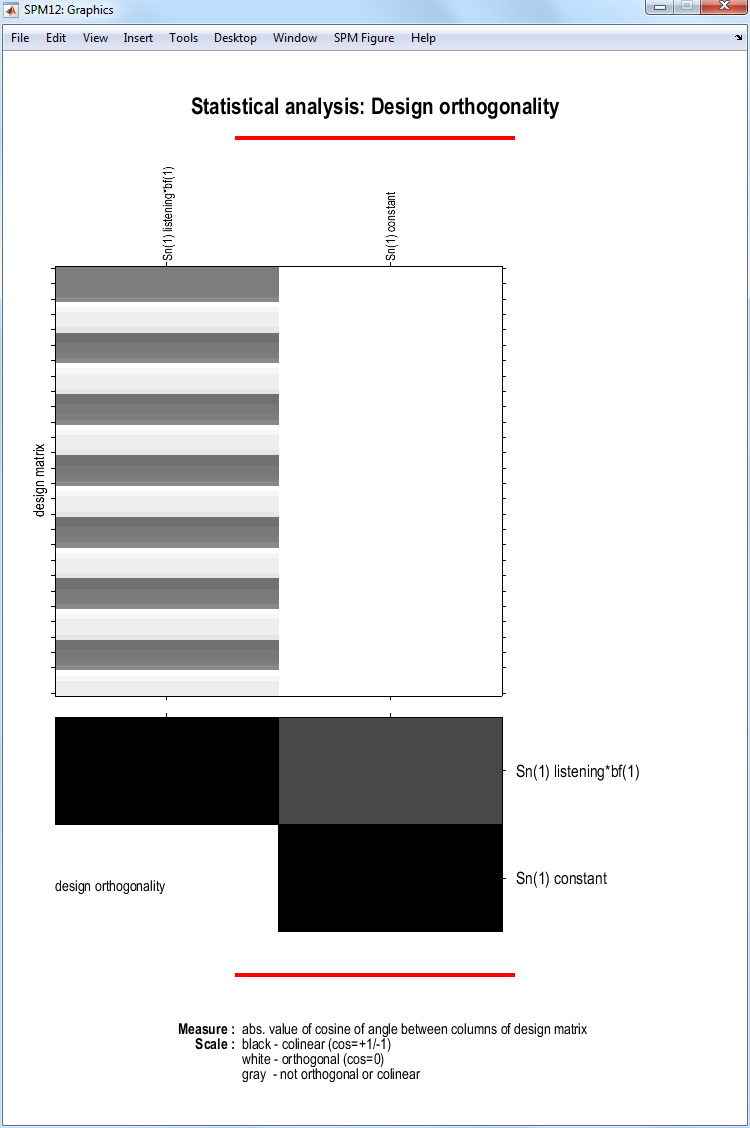 SPM12: Graphics
File Edit View Insert Tools Desktop Window SPM Figure Help
Statistical analysis: Design orthogonality
Sn(1) listening*bf(1)
Sn(1) constant
design matrix
Sn(1) listening*bf(1)
Sn(1) constant
design orthogonality
Measure : abs. value of cosine of angle between columns of design matrix
Scale : black - colinear (cos=+1/-1)
white - orthogonal (cos=0)
gray - not orthogonal or colinear